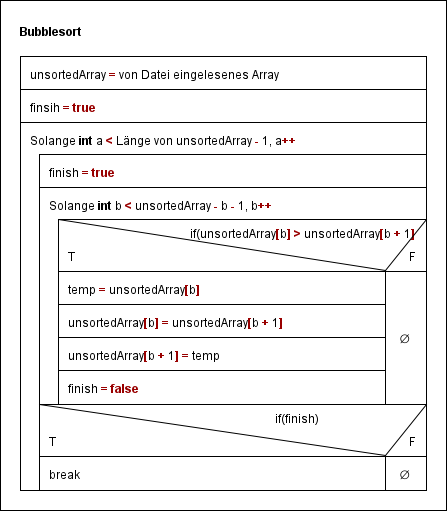 Bubblesort
unsortedArray = von Datei eingelesenes Array
finsih = true
Solange int a < Länge von unsortedArray - 1, a++
finish = true
Solange int b < unsortedArray - b - 1, b++
if(unsortedArray[b] > unsortedArray[b + 1]
T F
temp = unsortedArray[b]
unsortedArray[b] = unsortedArray[b + 1]
unsortedArray[b + 1] = temp
∅
finish = false
if(finish)
T F
break ∅